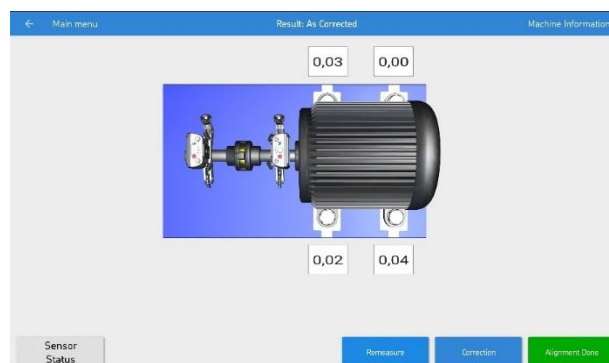 ← Main menu Result: As Corrected Machine Information
0,03 0,00
0,02 0,04
Sensor
Status
Remeasure Correction Alignment Done